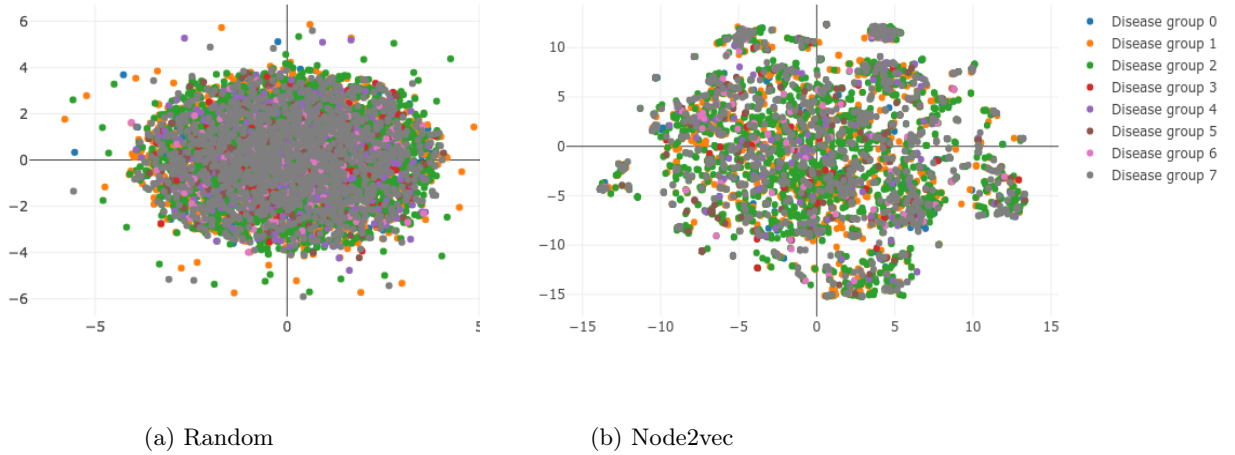 6
4
2
0
−2
−4
−6
−5
0
5
10
5
0
−5
−10
−15
−15
−10
−5
0
5
10
15
Disease group 0
Disease group 1
Disease group 2
Disease group 3
Disease group 4
Disease group 5
Disease group 6
Disease group 7
(a) Random
(b) Node2vec